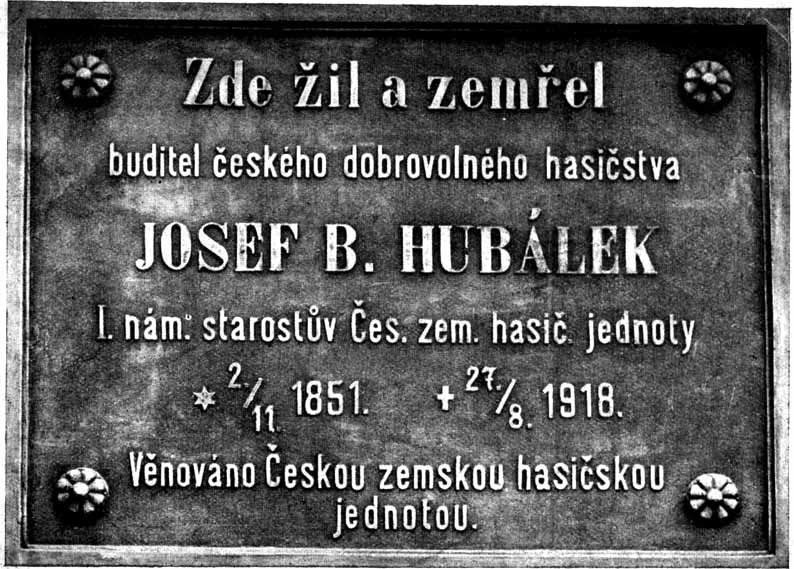 Zde žil a zemřel
buditel českého dobrovolného hasičstva
JOSEF B. HUBÁLEK
I. nám. starostův Čes. zem. hasič. jednoty
* 2./11. 1851. + 27./8. 1918.
Věnováno Českou zemskou hasičskou
jednotou.